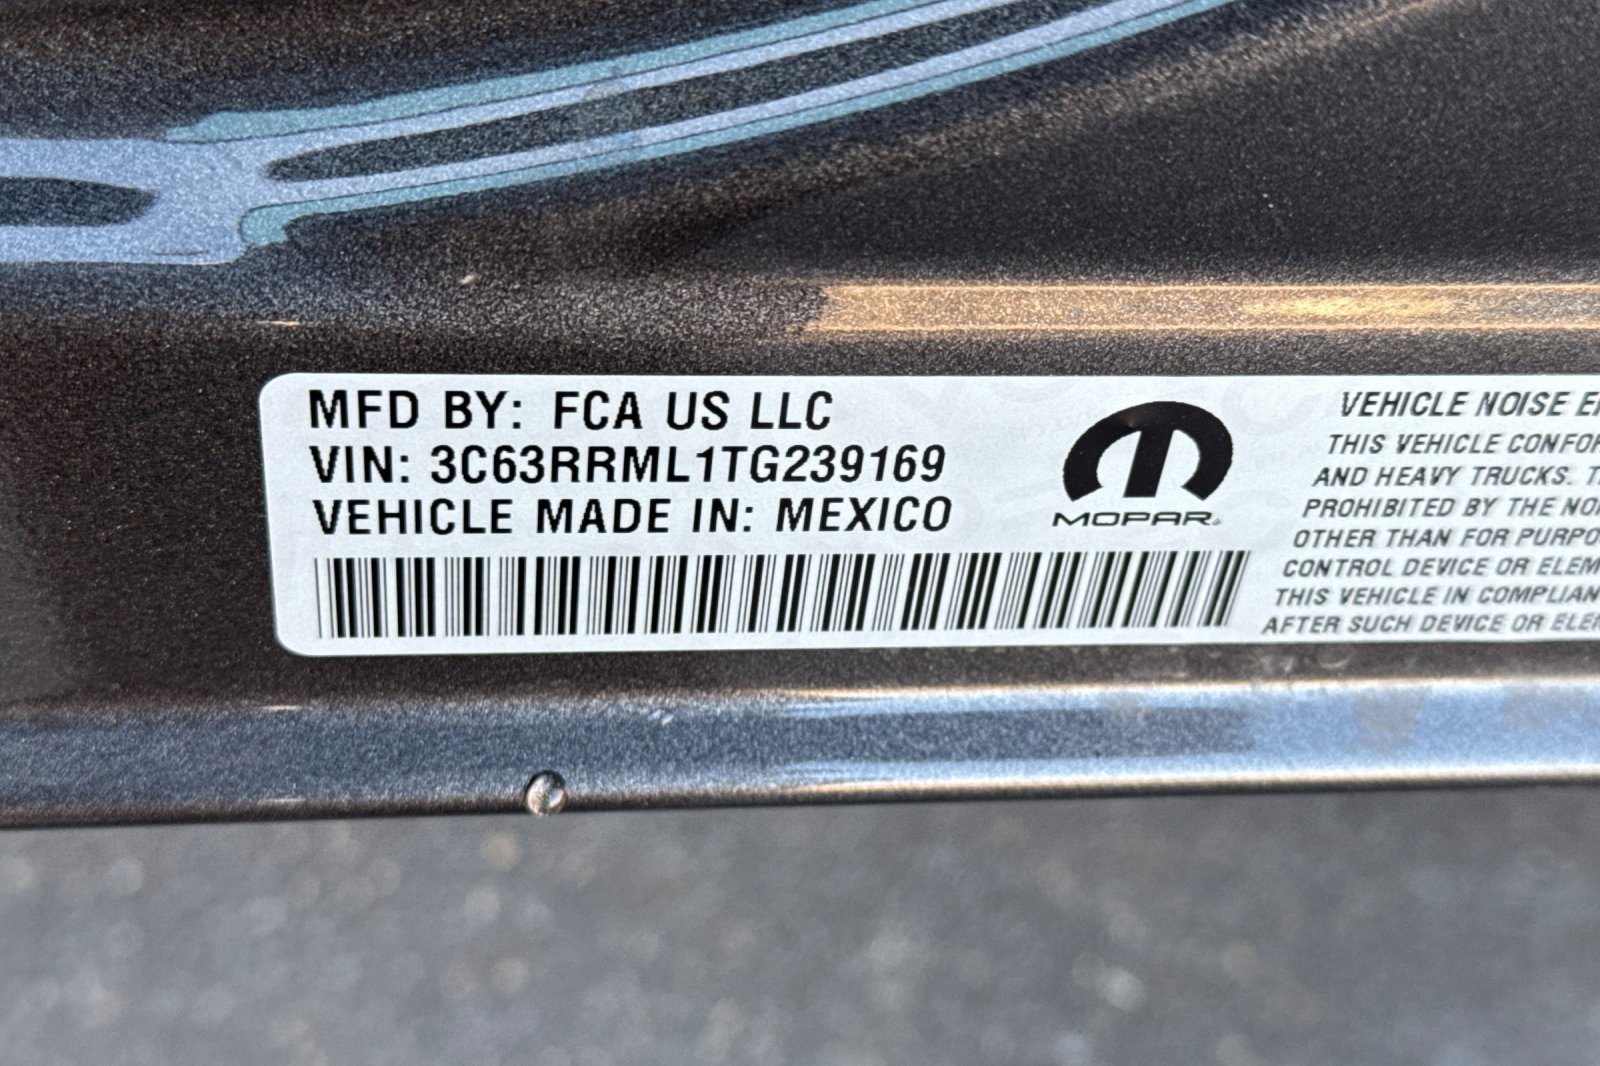 MFD BY: FCA US LLC
VIN: 3C63RRML1TG239169
VEHICLE MADE IN: MEXICO
MOPAR®
VEHICLE NOISE
THIS VEHICLE
AND HEAVY TRUCKS.
PROHIBITED BY THE
OTHER THAN FOR
CONTROL DEVICE OR
THIS VEHICLE IN
AFTER SUCH DEVICE OR